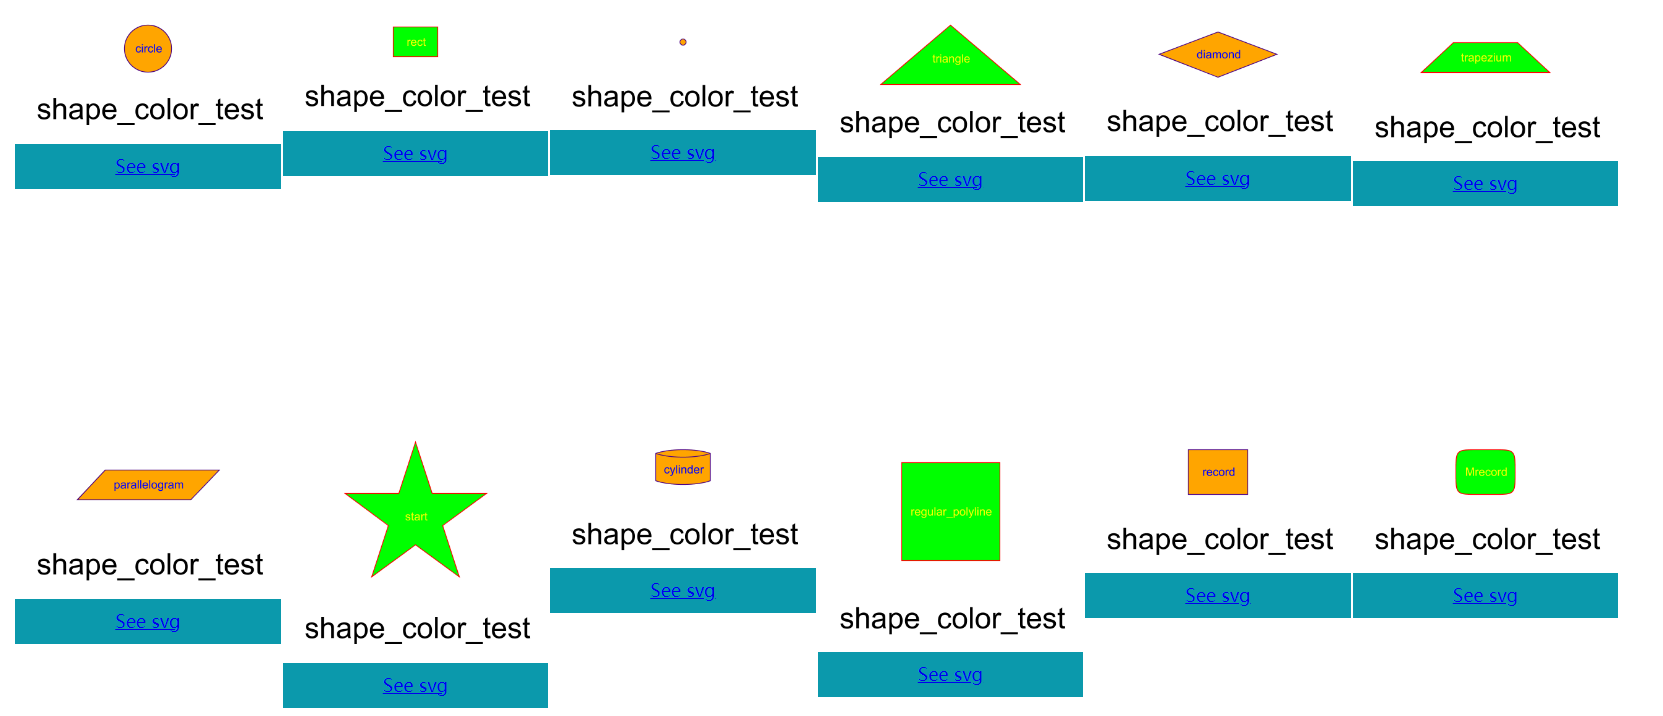 circle
shape_color_test
See svg
rect
shape_color_test
See svg
shape_color_test
See svg
triangle
shape_color_test
See svg
diamond
shape_color_test
See svg
trapezium
shape_color_test
See svg
parallelogram
shape_color_test
See svg
start
shape_color_test
See svg
cylinder
shape_color_test
See svg
regular_polyline
shape_color_test
See svg
record
shape_color_test
See svg
Mrecord
shape_color_test
See svg